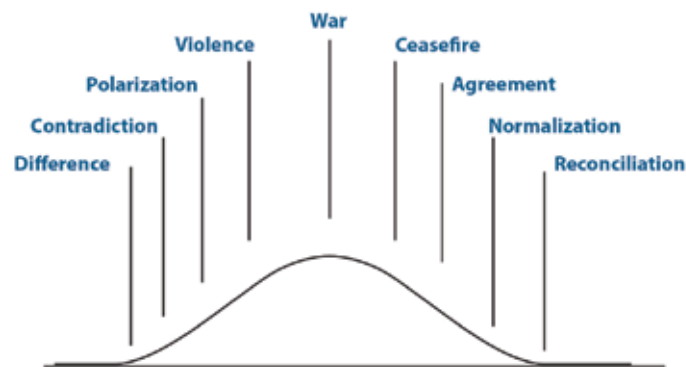 War
Violence
Ceasefire
Polarization
Agreement
Contradiction
Normalization
Difference
Reconciliation